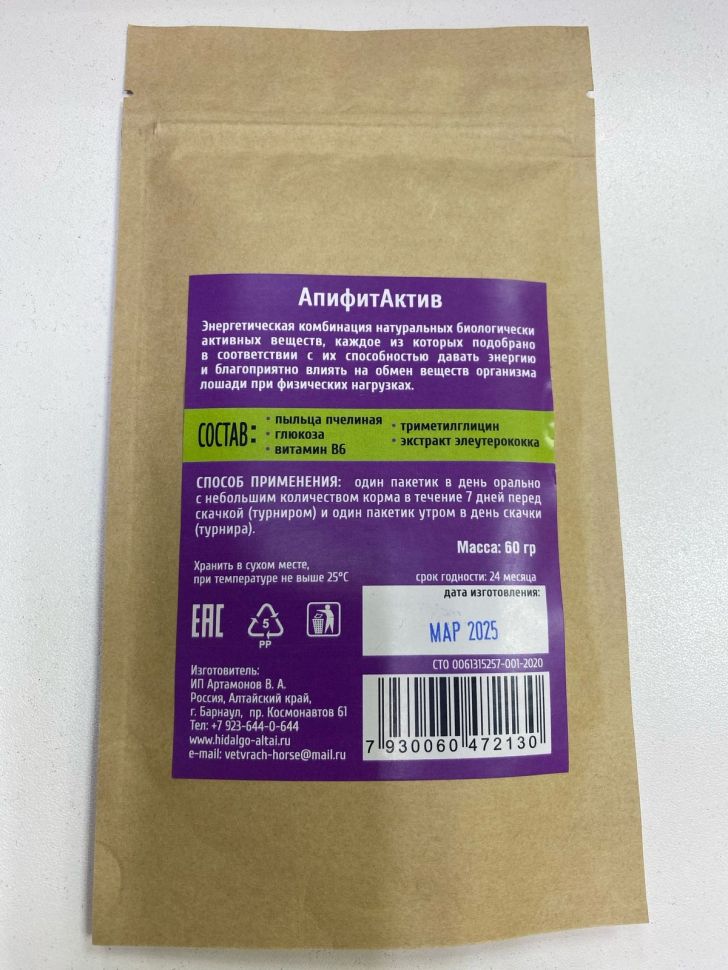 АпифитАктив
Энергетическая комбинация натуральных биологически
активных веществ, каждое из которых подобрано
в соответствии с их способностью давать энергию
и благоприятно влиять на обмен веществ организма
лошади при физических нагрузках.
СОСТАВ:
• пыльца пчелиная
• глюкоза
• витамин В6
• триметилглицин
• экстракт элеутерококка
СПОСОБ ПРИМЕНЕНИЯ: один пакетик в день орально
с небольшим количеством корма в течение 7 дней перед
скачкой (турниром) и один пакетик утром в день скачки
(турнира).
Масса: 60 гр
Хранить в сухом месте,
при температуре не выше 25°С
срок годности: 24 месяца
дата изготовления:
МАР 2025
ЕАС
5
PP
СТО 0061315257-001-2020
Изготовитель:
ИП Артамонов В. А.
Россия, Алтайский край,
г. Барнаул, пр. Космонавтов 61
Тел: +7 923-644-0-644
www.hidalgo-altai.ru
e-mail: vetvrach-horse@mail.ru
7 930060 472130